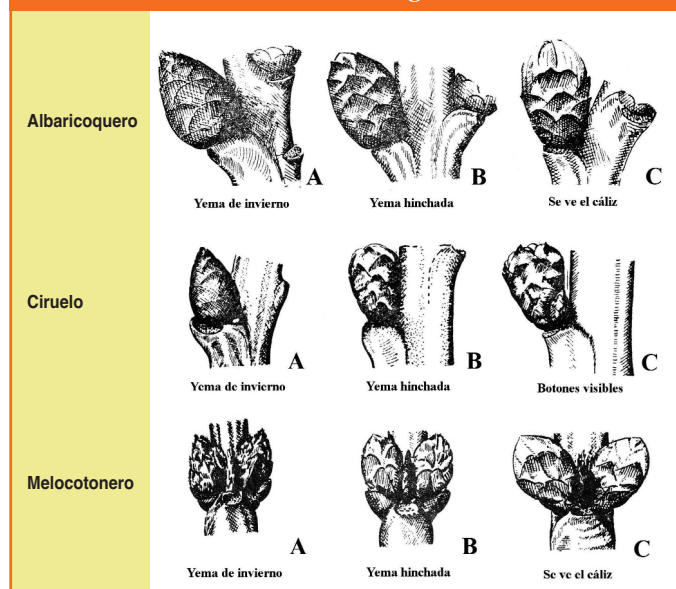 Albaricoquero
A
B
C
Yema de invierno
Yema hinchada
Se ve el cáliz
Ciruelo
A
B
C
Yema de invierno
Yema hinchada
Botones visibles
Melocotonero
A
B
C
Yema de invierno
Yema hinchada
Se ve el cáliz